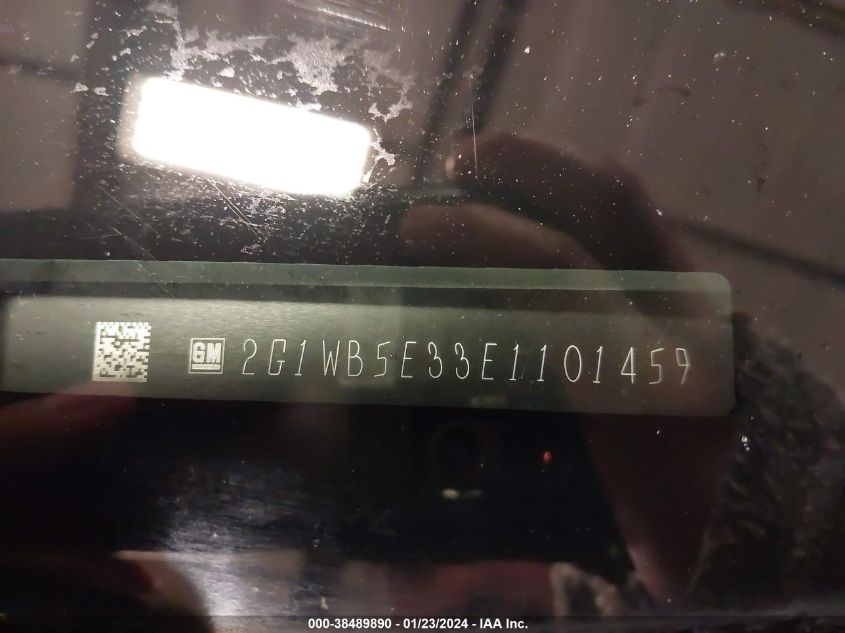 GM 2G1WB5E33E1101459
000-38489890 - 01/23/2024 - IAA Inc.